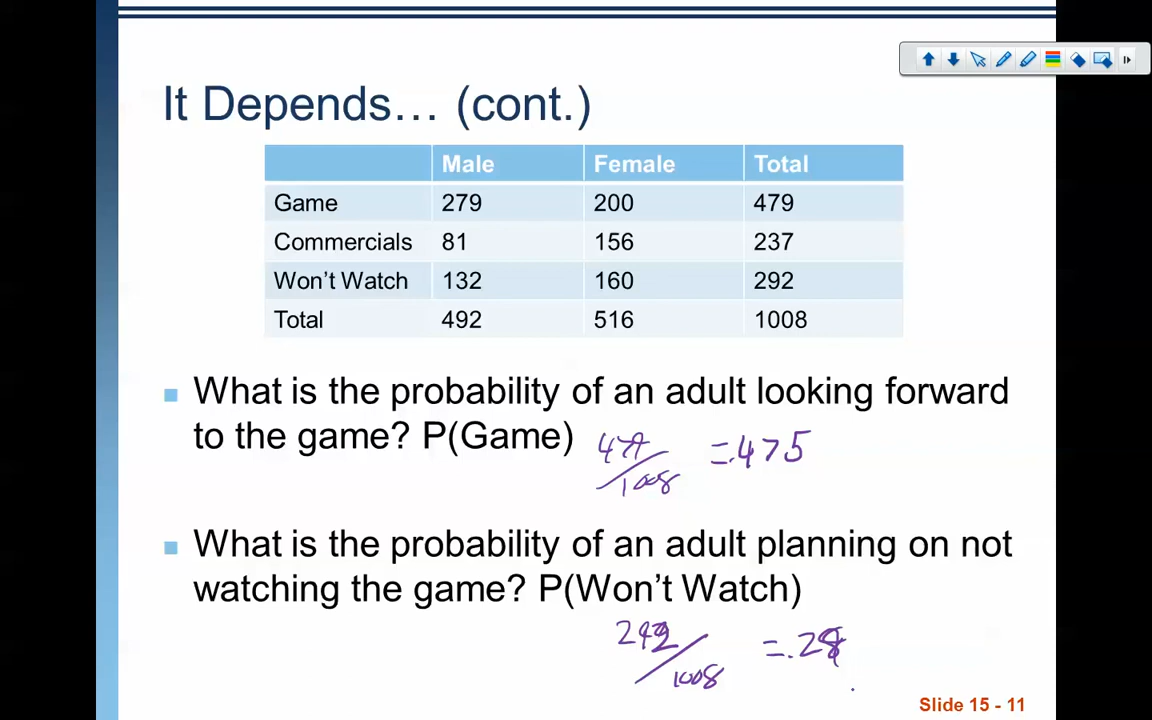 It Depends… (cont.)
Male Female Total
Game 279 200 479
Commercials 81 156 237
Won't Watch 132 160 292
Total 492 516 1008
What is the probability of an adult looking forward
to the game? P(Game) 479/1008 =.475
What is the probability of an adult planning on not
watching the game? P(Won't Watch)
292/1008 =.29
Slide 15 - 11